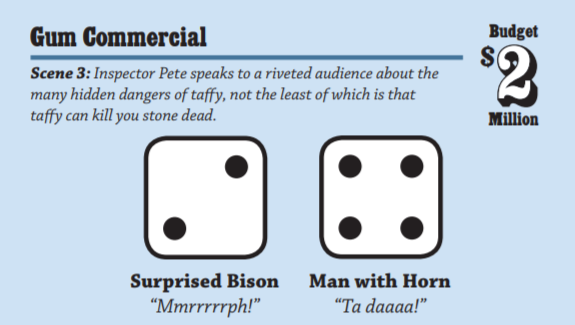 Gum Commercial
Budget
$2
Million
Scene 3: Inspector Pete speaks to a riveted audience about the
many hidden dangers of taffy, not the least of which is that
taffy can kill you stone dead.
Surprised Bison
"Mmrrrrrph!"
Man with Horn
"Ta daaaa!"